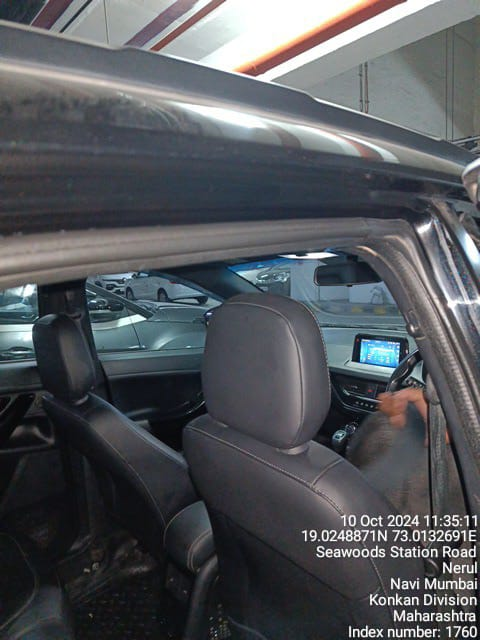 10 Oct 2024 11:35:11
19.0248871N 73.0132691E
Seawoods Station Road
Nerul
Navi Mumbai
Konkan Division
Maharashtra
Index number: 1760